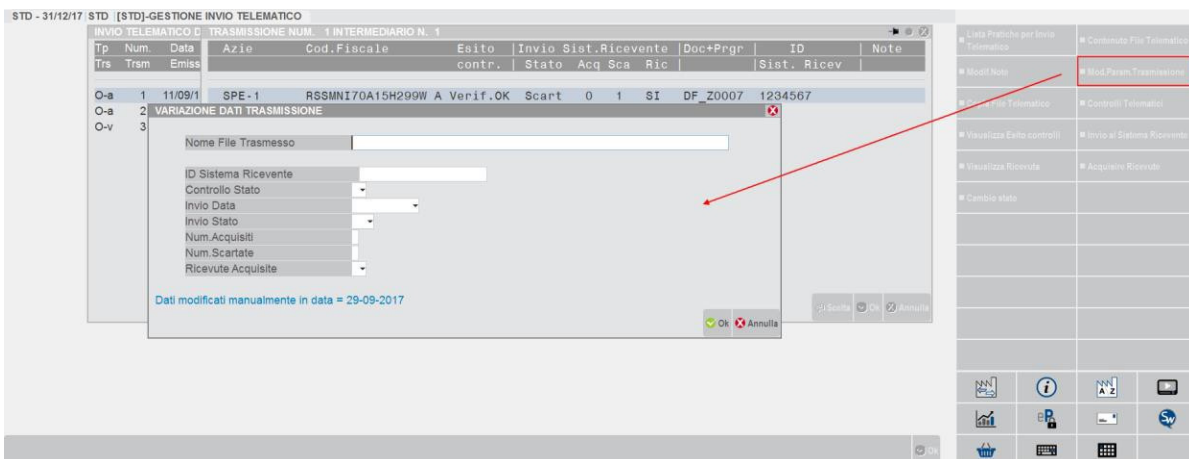 STD - 31/12/17 STD [STD]-GESTIONE INVIO TELEMATICO
INVIO TELEMATICO D TRASMISSIONE NUM. 1 INTERMEDIARIO N. 1
Tp Num. Data Azie Cod.Fiscale Esito Invio Sist.Ricevente Doc+Prgr ID Note
Trs Trsm Emiss contr. Stato Acq Sca Ric Sist. Ricev
O-a 1 11/09/1 SPE-1 RSSMNI70A15H299W A Verif.OK Scart 0 1 SI DF_Z0007 1234567
O-a 2 VARIAZIONE DATI TRASMISSIONE
O-v 3
Nome File Trasmesso
ID Sistema Ricevente
Controllo Stato
Invio Data
Invio Stato
Num.Acquisiti
Num.Scartate
Ricevute Acquisite
Dati modificati manualmente in data = 29-09-2017
Ok Annulla
Scelta Ok Annulla
Ok
Lista Pratiche per Invio Telematico
Contenuto File Telematico
Modif.Note
Mod.Param.Trasmissione
File Telematico
Controlli Telematici
Visualizza Esito controlli
Invio al Sistema Ricevente
Visualizza Ricevute
Acquisizi Ricevute
Cambio stato
i
A Z
eP
Sw